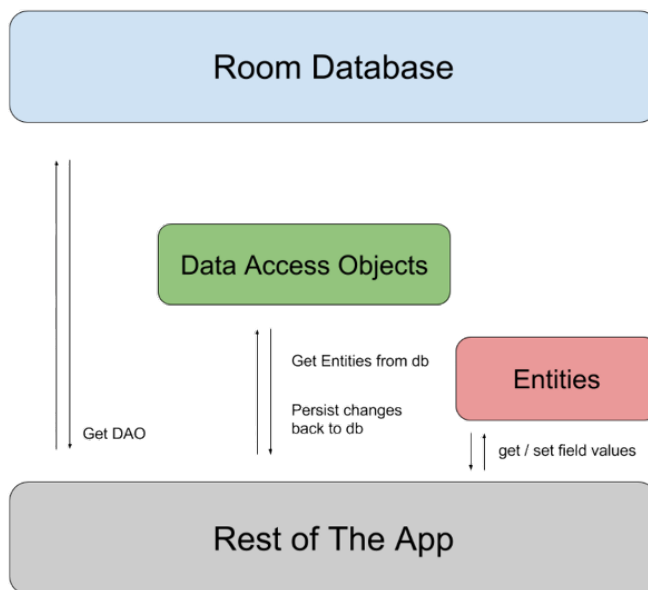 Room Database
Data Access Objects
Get Entities from db
Persist changes
back to db
Entities
Get DAO
get / set field values
Rest of The App